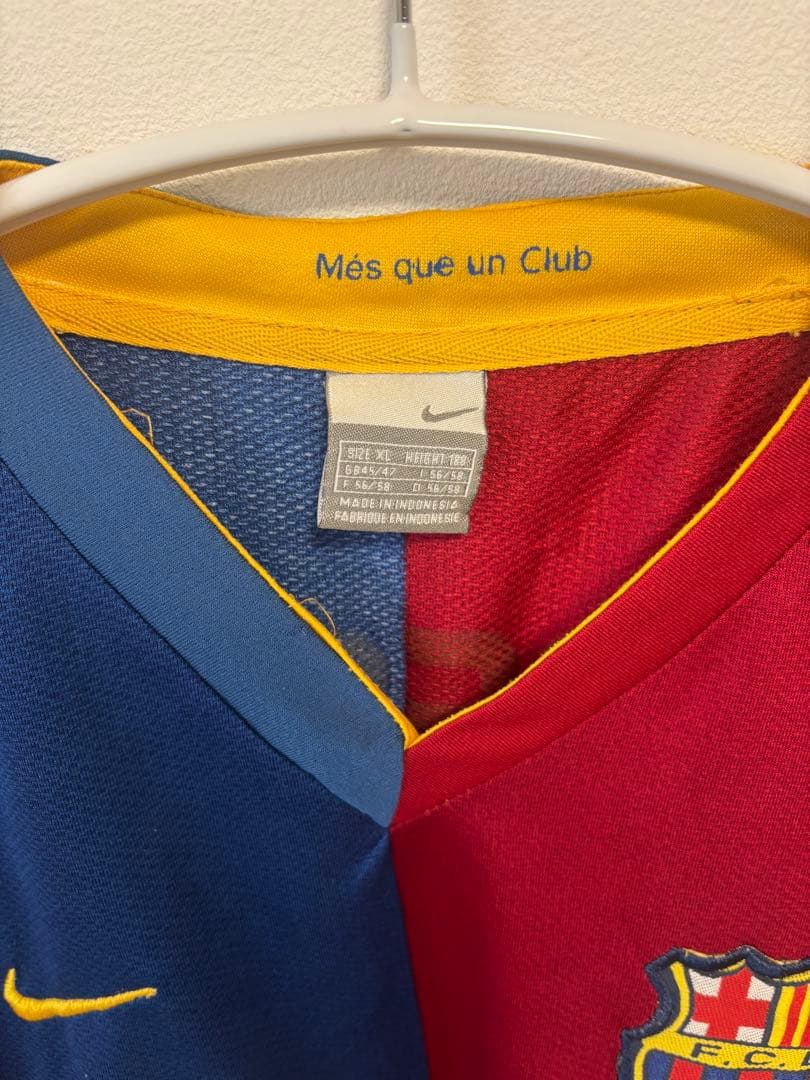 Més que un Club
SIZE XL HEIGHT 188
GB 45/47 I 56/58
F 56/58 D 56/58
MADE IN INDONESIA
FABRIQUE EN INDONESIE
F.C.